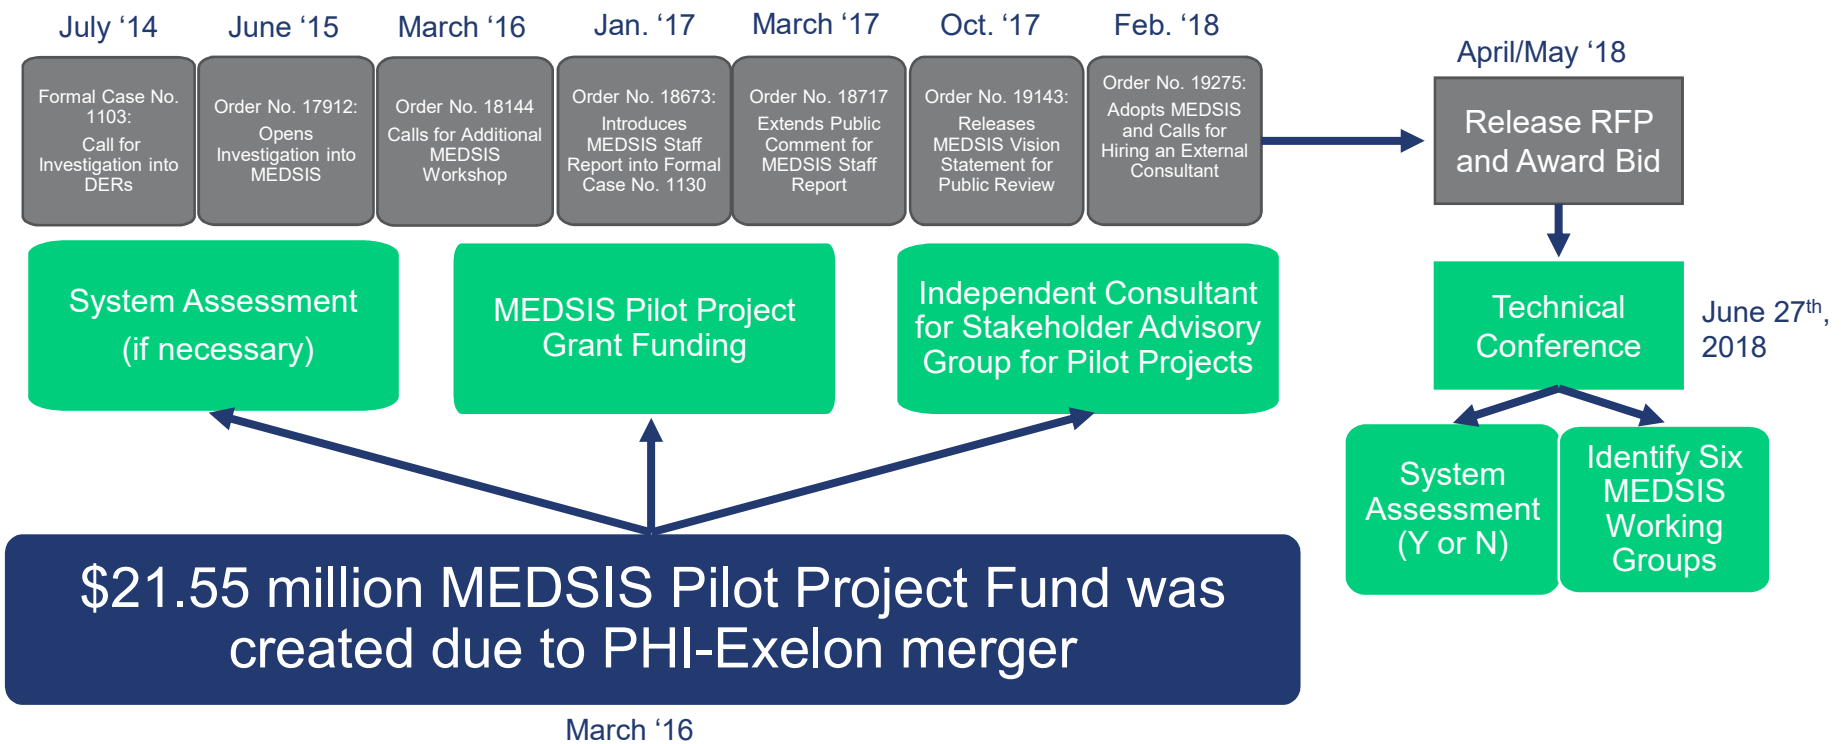 July ‘14
June ‘15
March ‘16
Jan. ‘17
March ‘17
Oct. ‘17
Feb. ‘18
Formal Case No.
1103:
Call for
Investigation into
DERs
Order No. 17912:
Opens
Investigation into
MEDSIS
Order No. 18144
Calls for Additional
MEDSIS
Workshop
Order No. 18673:
Introduces
MEDSIS Staff
Report into Formal
Case No. 1130
Order No. 18717
Extends Public
Comment for
MEDSIS Staff
Report
Order No. 19143:
Releases
MEDSIS Vision
Statement for
Public Review
Order No. 19275:
Adopts MEDSIS
and Calls for
Hiring an External
Consultant
April/May ‘18
Release RFP
and Award Bid
System Assessment
(if necessary)
MEDSIS Pilot Project
Grant Funding
Independent Consultant
for Stakeholder Advisory
Group for Pilot Projects
Technical
Conference
June 27th,
2018
System
Assessment
(Y or N)
Identify Six
MEDSIS
Working
Groups
$21.55 million MEDSIS Pilot Project Fund was
created due to PHI-Exelon merger
March ‘16